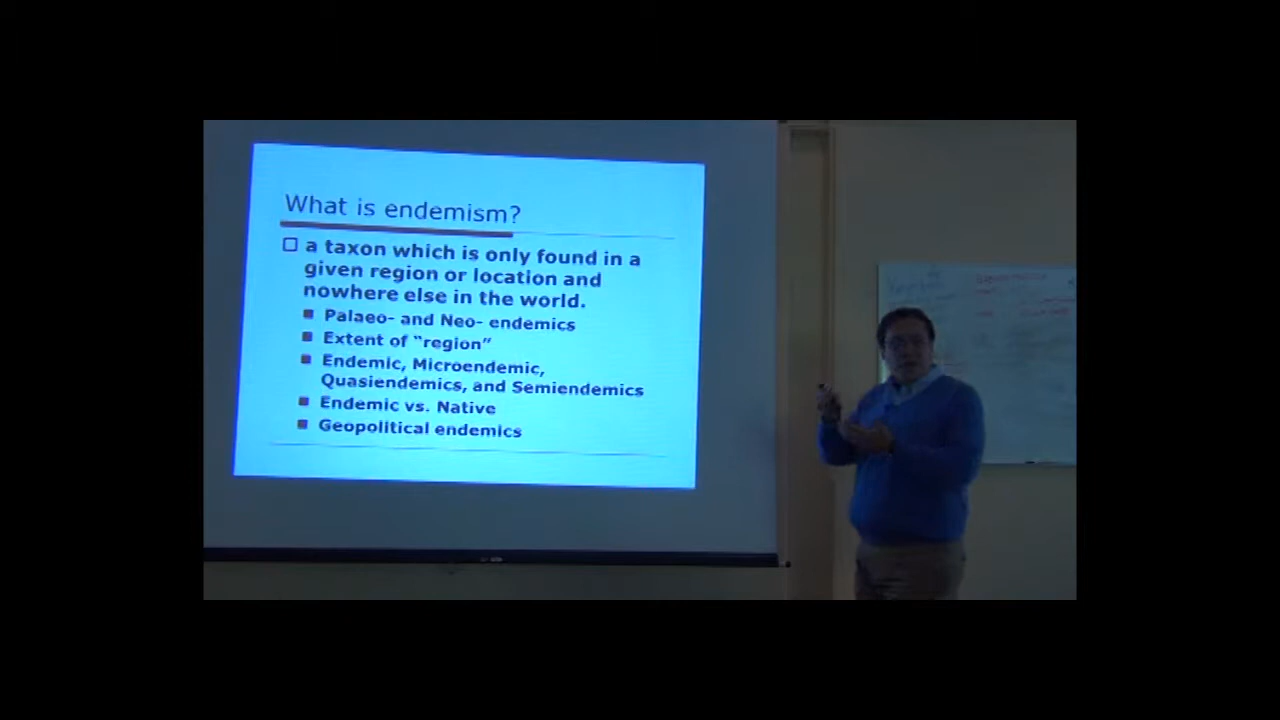 What is endemism?
a taxon which is only found in a
given region or location and
nowhere else in the world.
Palaeo- and Neo- endemics
Extent of "region"
Endemic, Microendemic,
Quasiendemics, and Semiendemics
Endemic vs. Native
Geopolitical endemics